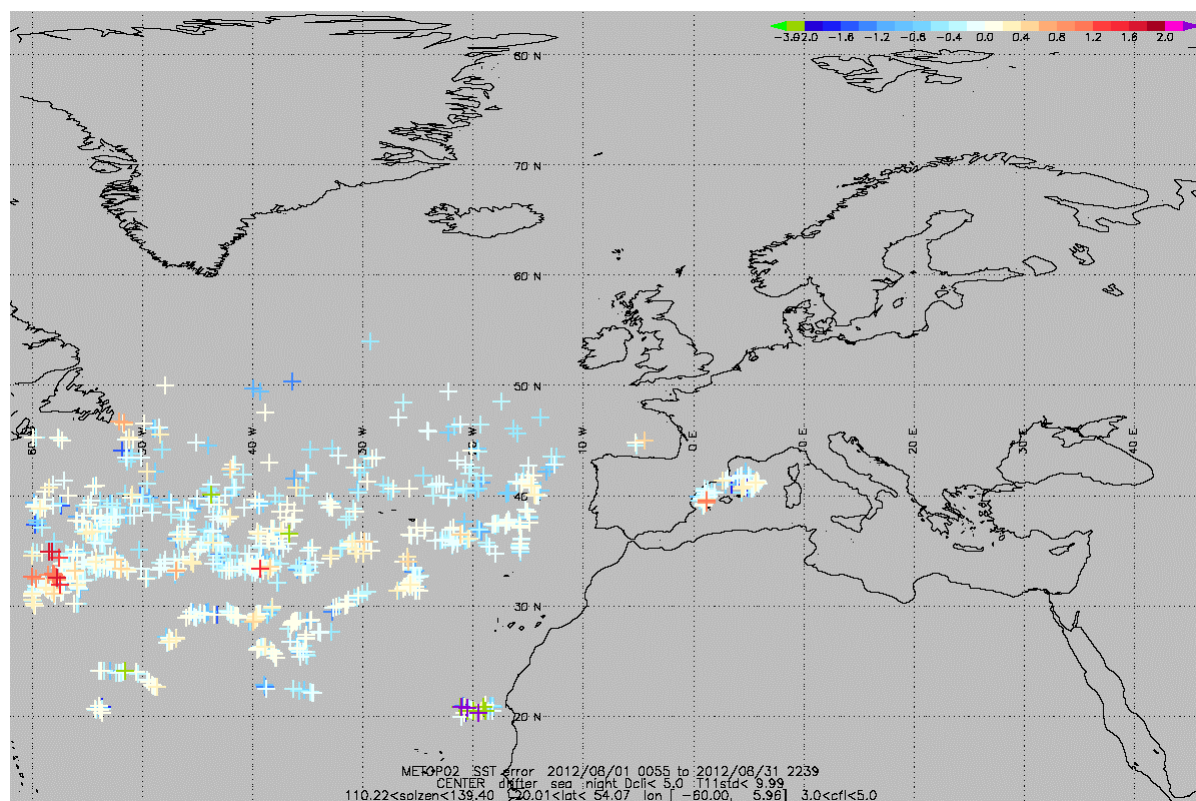 -3.0-2.0 -1.6 -1.2 -0.8 -0.4 0.0 0.4 0.8 1.2 1.6 2.0
80 N
70 N
60 N
50 N
40 W 30 W 10 W 0 E 10 E 20 E 30 E 40 E
40 N
30 N
20 N
METOP02 SST error 2012/08/01 0055 to 2012/08/31 2239
CENTER drifter sea night Dcli< 5.0 T11std< 9.99
110.22<solzen<139.40 20.01<lat< 54.07 lon [ -60.00, 5.96] 3.0<cfl<5.0